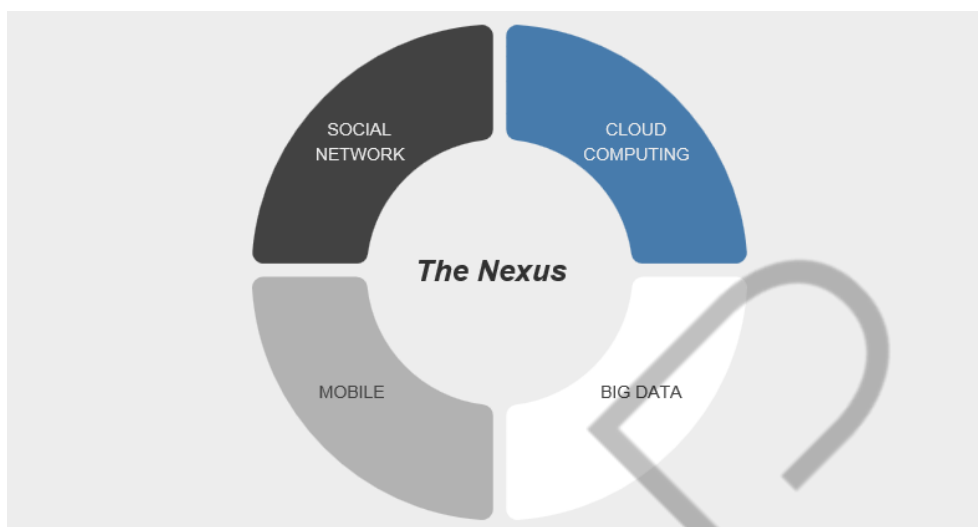 SOCIAL
NETWORK
CLOUD
COMPUTING
The Nexus
MOBILE
BIG DATA